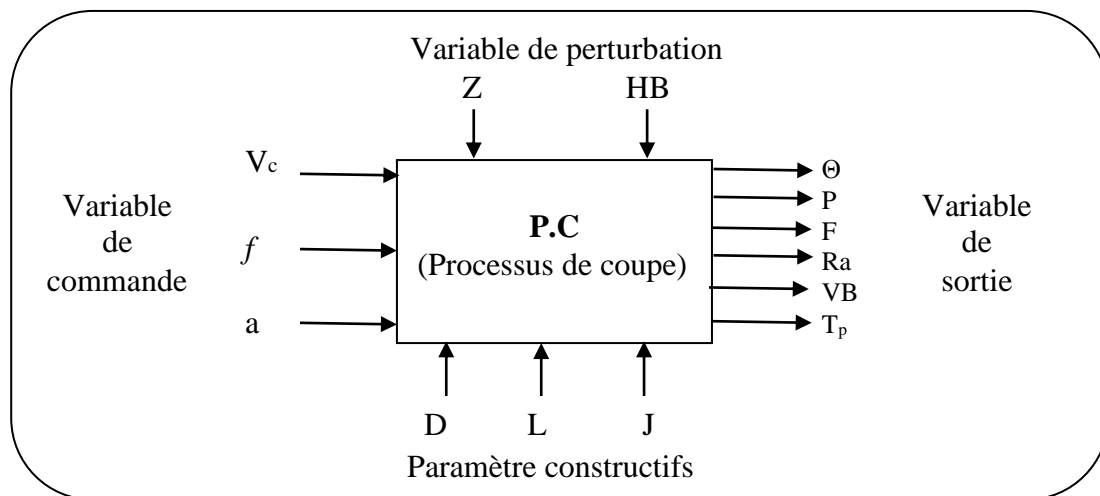 Variable de perturbation
Z HB
Vc
f
a
Variable
de
commande
P.C
(Processus de coupe)
Θ
P
F
Ra
VB
Tp
Variable
de
sortie
D L J
Paramètre constructifs